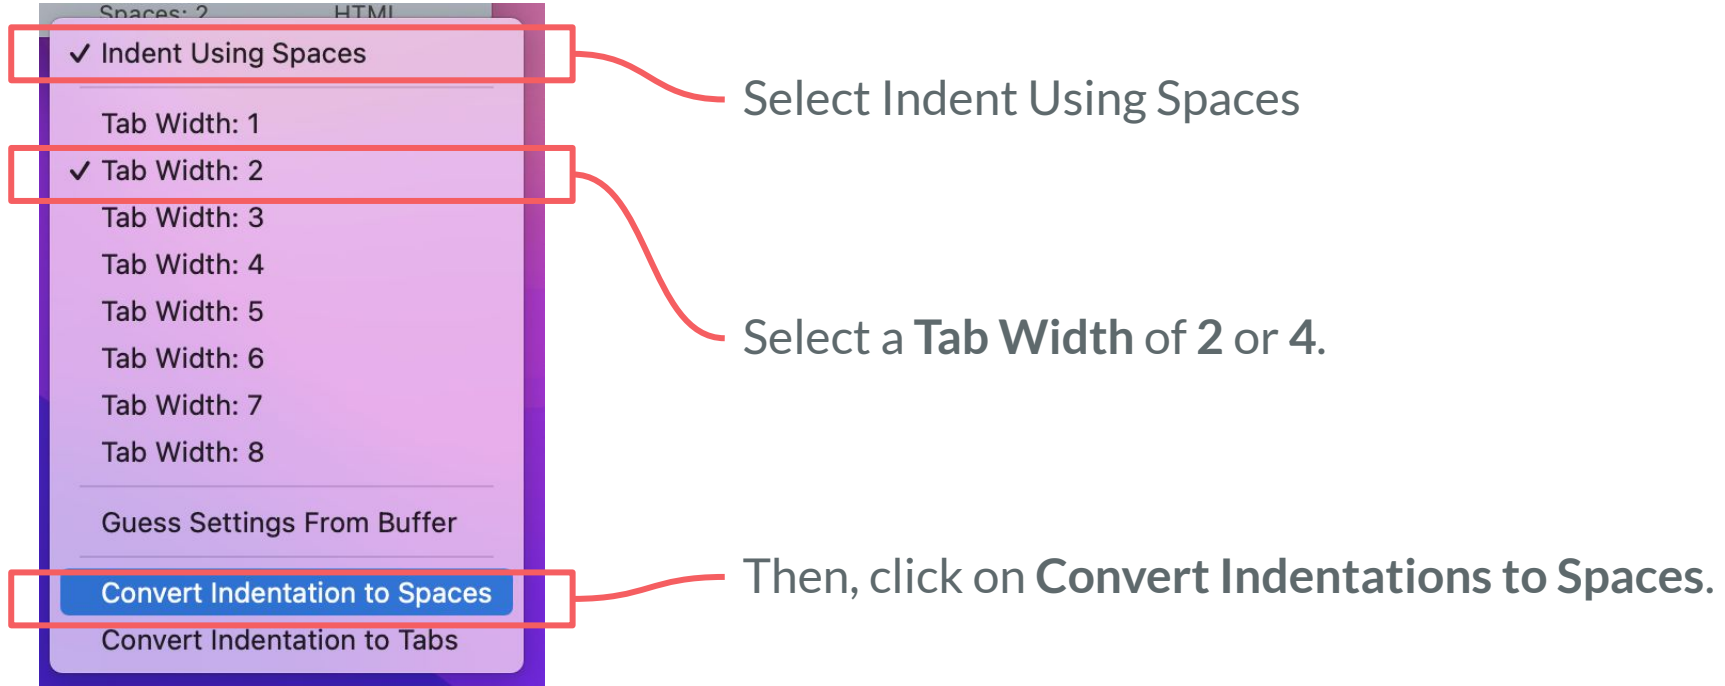 Spaces: 2 HTML
✓ Indent Using Spaces
Select Indent Using Spaces
Tab Width: 1
✓ Tab Width: 2
Tab Width: 3
Tab Width: 4
Tab Width: 5
Select a Tab Width of 2 or 4.
Tab Width: 6
Tab Width: 7
Tab Width: 8
Guess Settings From Buffer
Convert Indentation to Spaces
Then, click on Convert Indentations to Spaces.
Convert Indentation to Tabs